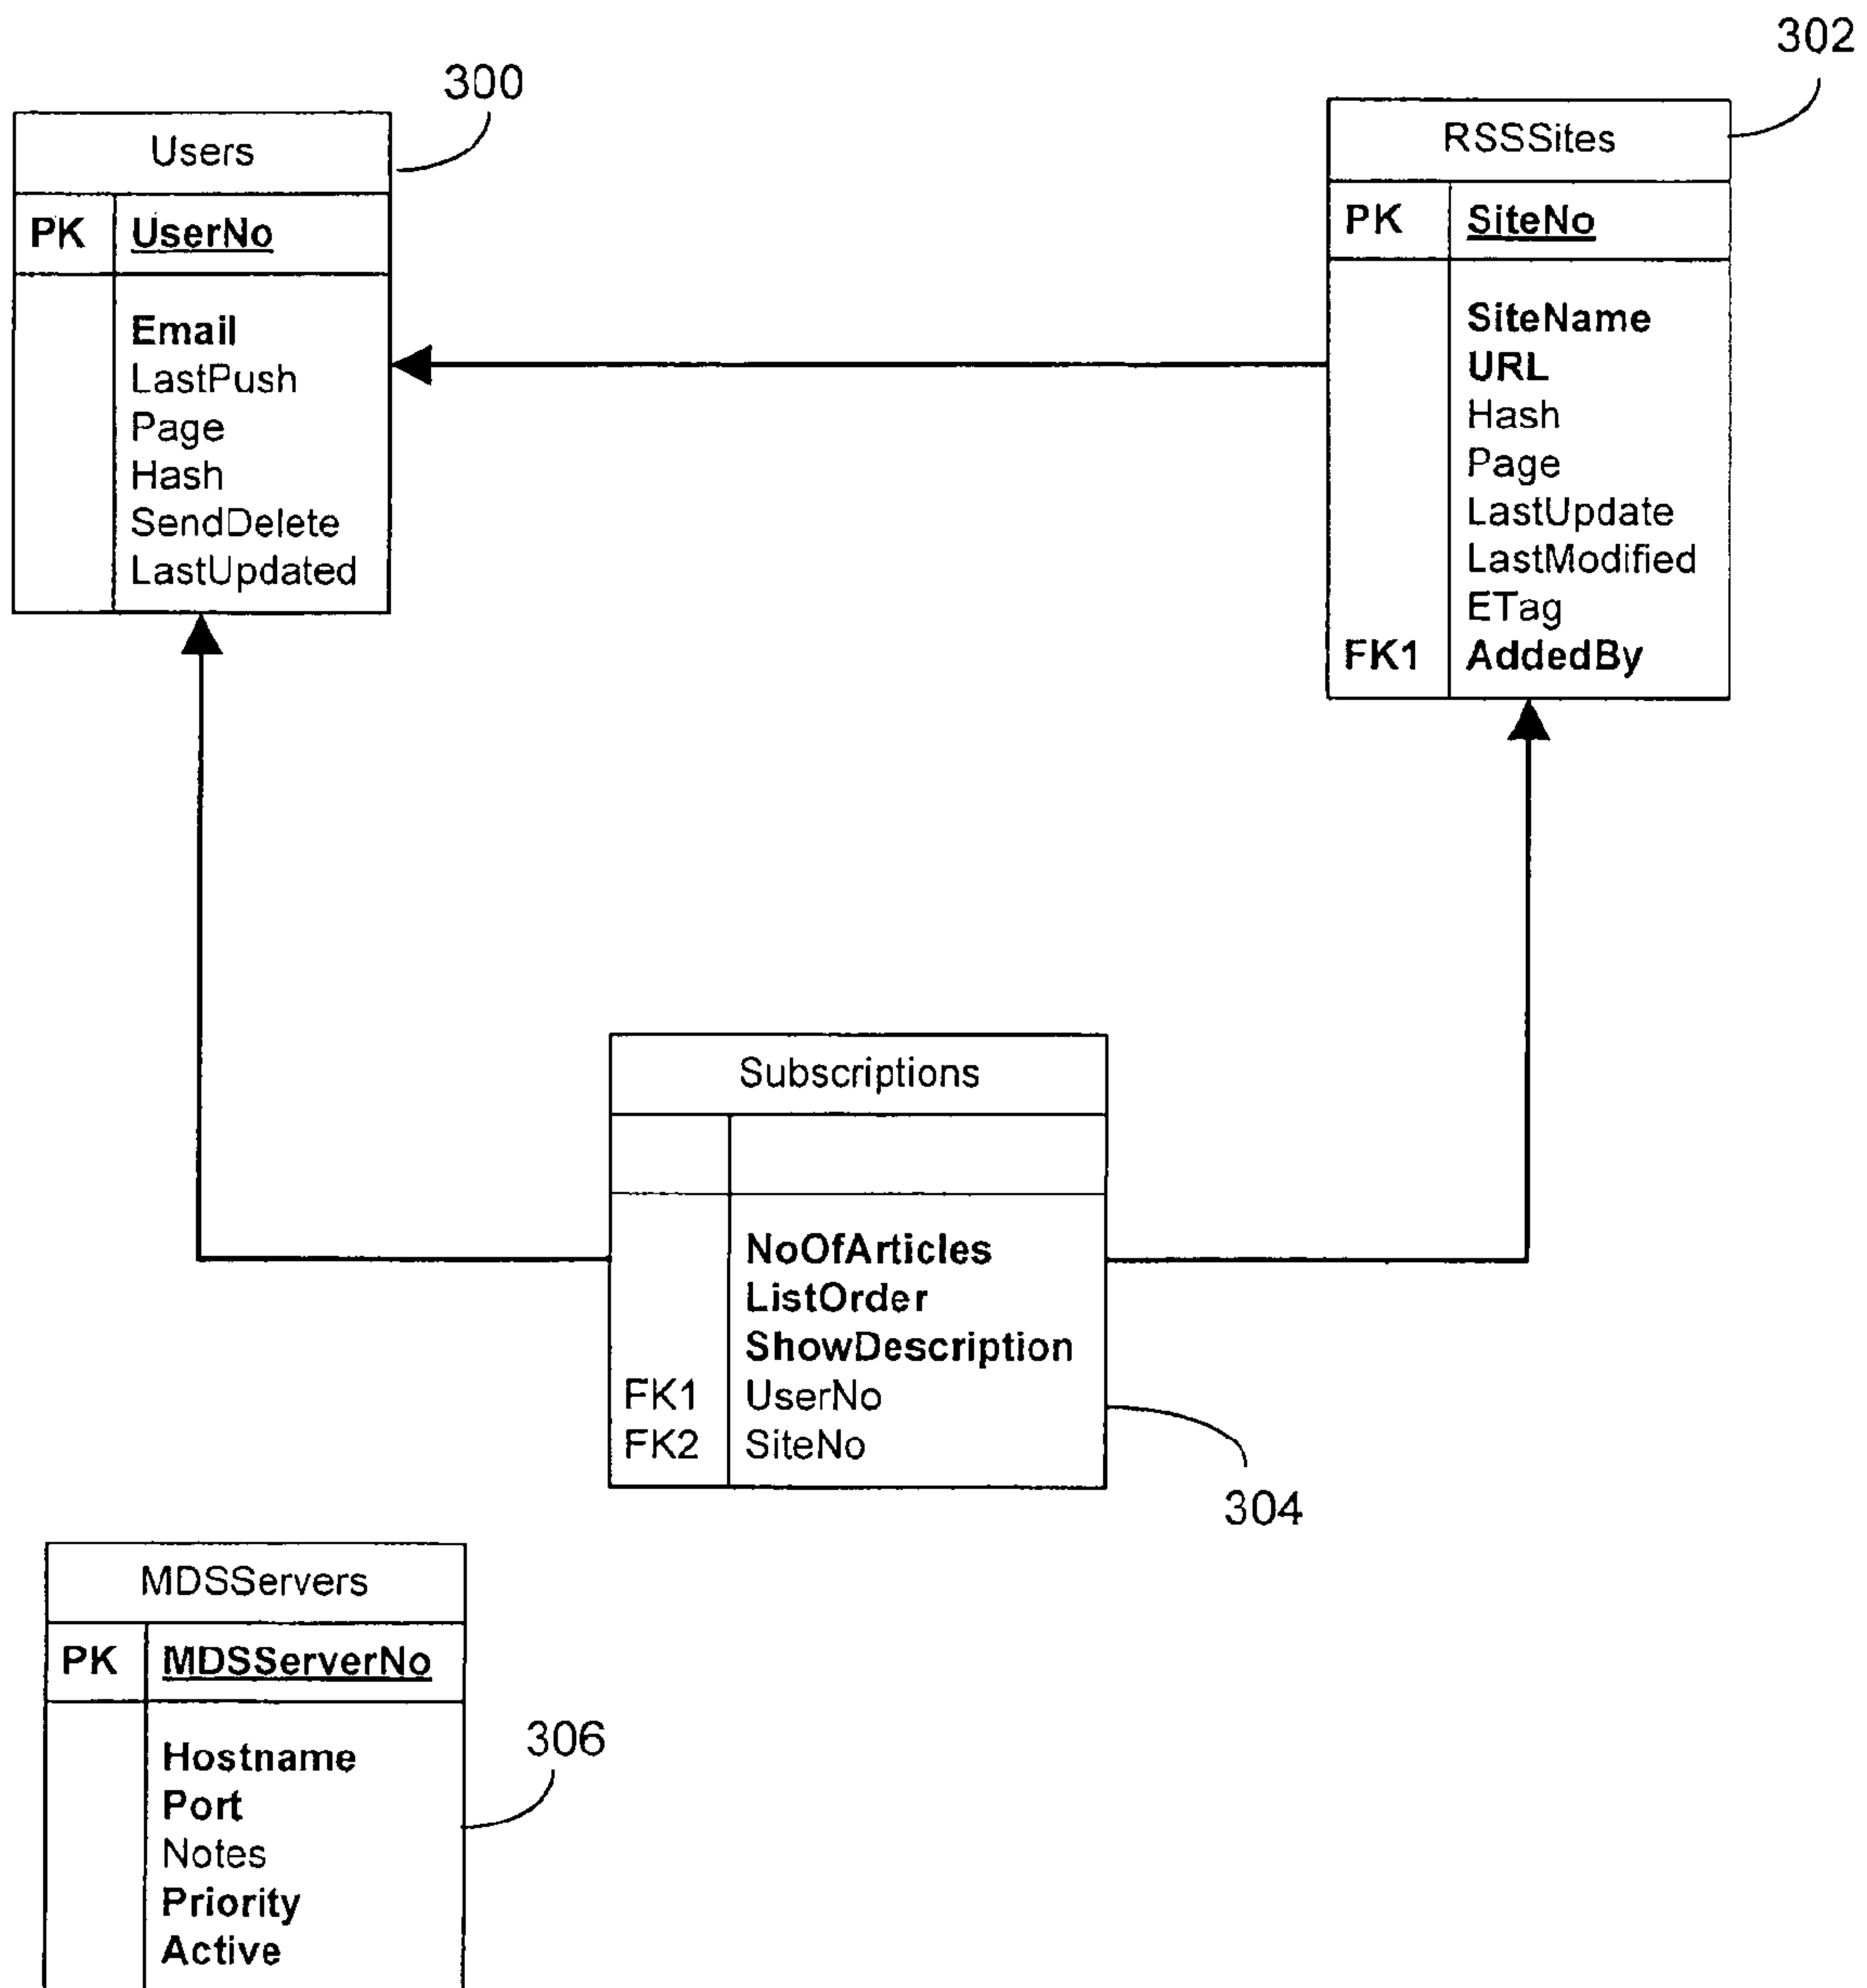 300
Users
PK UserNo
Email
LastPush
Page
Hash
SendDelete
LastUpdated
302
RSSSites
PK SiteNo
SiteName
URL
Hash
Page
LastUpdate
LastModified
ETag
FK1 AddedBy
Subscriptions
NoOfArticles
ListOrder
ShowDescription
FK1 UserNo
FK2 SiteNo
304
MDSServers
PK MDSServerNo
Hostname
Port
Notes
Priority
Active
306